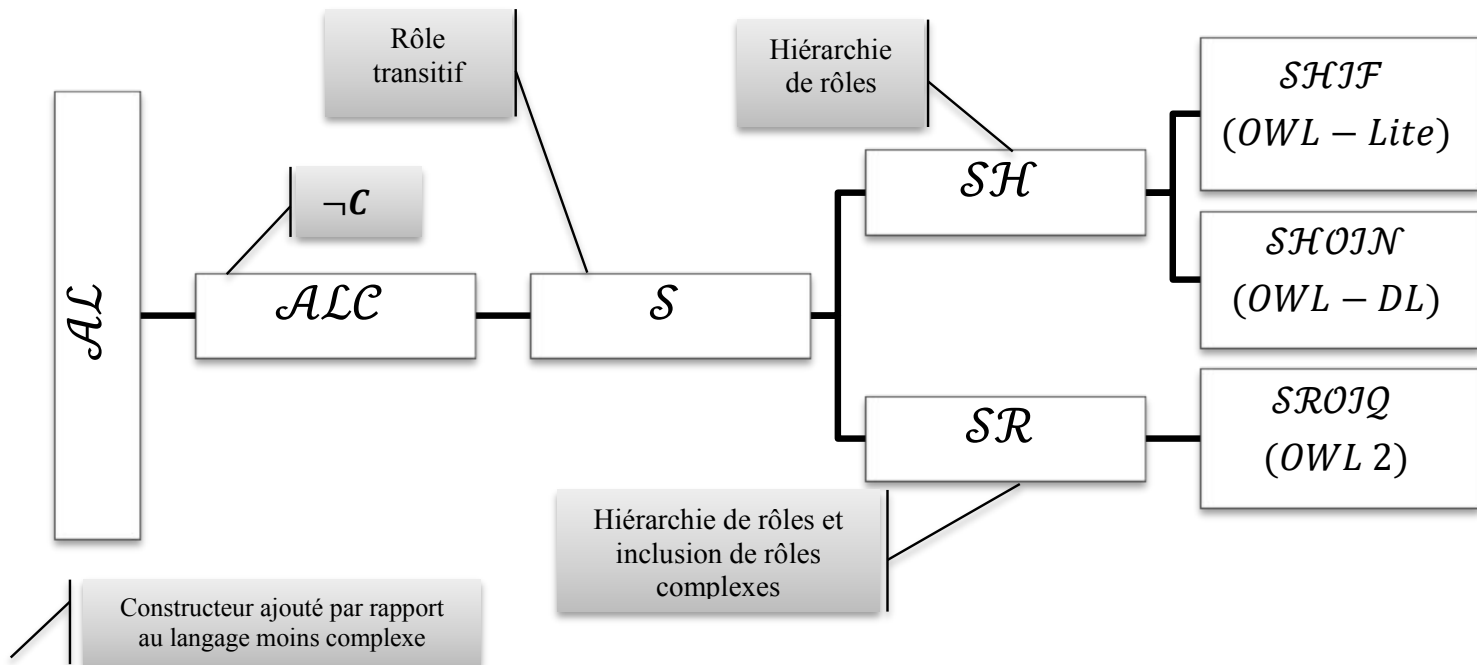 Rôle
transitif
Hiérarchie
de rôles
𝒮ℋℐℱ
(OWL − Lite)
¬C
𝒮ℋ
𝒮ℋ𝒪ℐ𝒩
(OWL − DL)
𝒜ℒ
𝒜ℒ𝒞
𝒮
𝒮ℛ
𝒮ℛ𝒪ℐ𝒬
(OWL 2)
Hiérarchie de rôles et
inclusion de rôles
complexes
Constructeur ajouté par rapport
au langage moins complexe